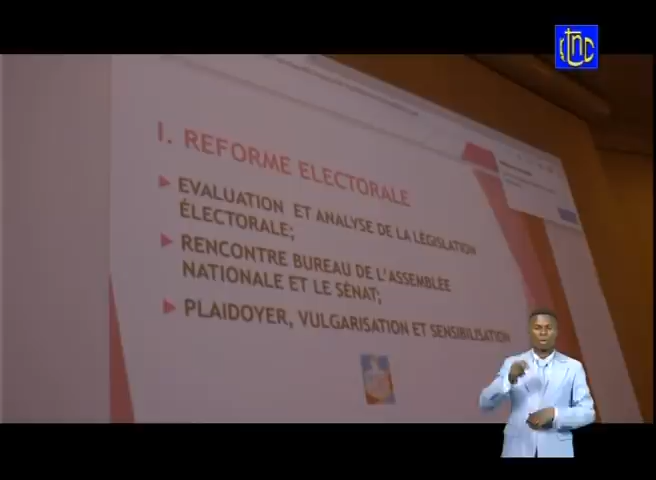 rtnc
I. REFORME ELECTORALE
EVALUATION ET ANALYSE DE LA LÉGISLATION
ÉLECTORALE;
RENCONTRE BUREAU DE L'ASSEMBLÉE
NATIONALE ET LE SÉNAT;
PLAIDOYER, VULGARISATION ET SENSIBILISATION